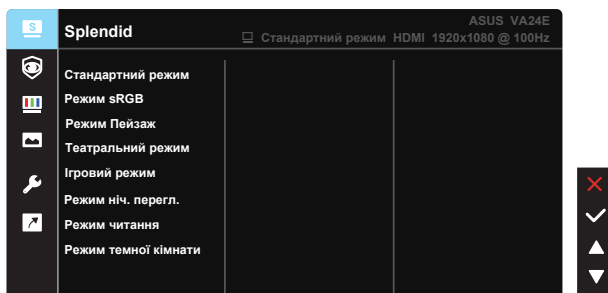 S
Splendid
ASUS VA24E
Стандартний режим HDMI 1920x1080 @ 100Hz
Стандартний режим
Режим sRGB
Режим Пейзаж
Театральний режим
Ігровий режим
Режим ніч. перегл.
Режим читання
Режим темної кімнати